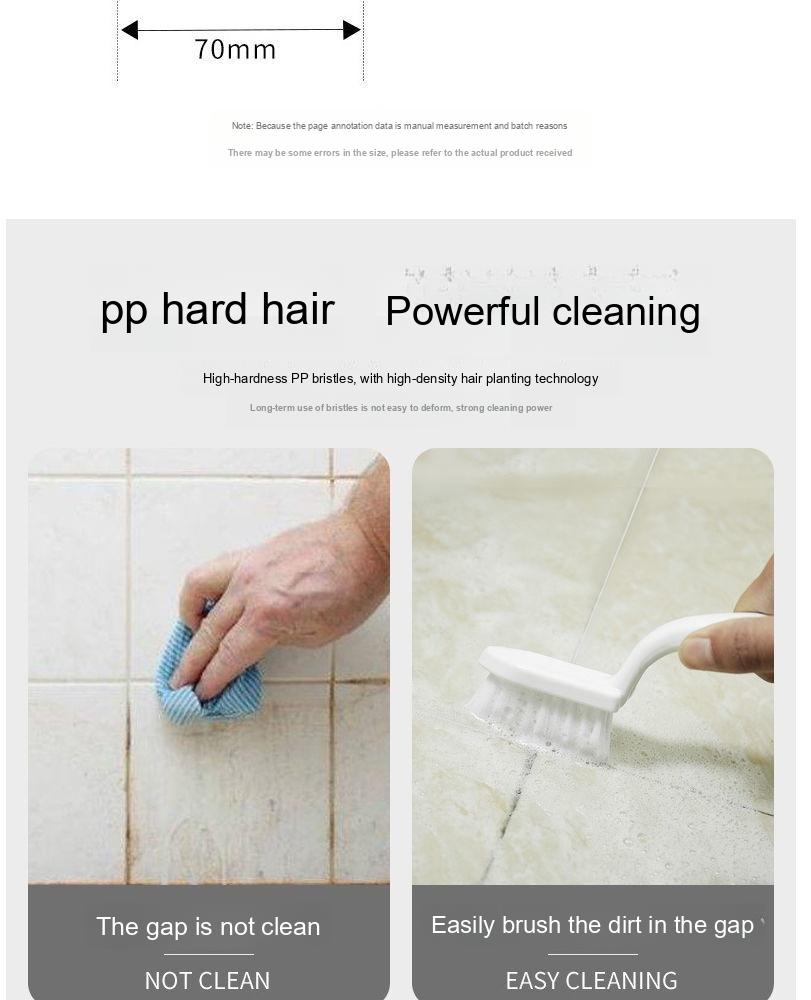 70mm
Note: Because the page annotation data is manual measurement and batch reasons
There may be some errors in the size, please refer to the actual product received
pp hard hair Powerful cleaning
High-hardness PP bristles, with high-density hair planting technology
Long-term use of bristles is not easy to deform, strong cleaning power
The gap is not clean
NOT CLEAN
Easily brush the dirt in the gap
EASY CLEANING